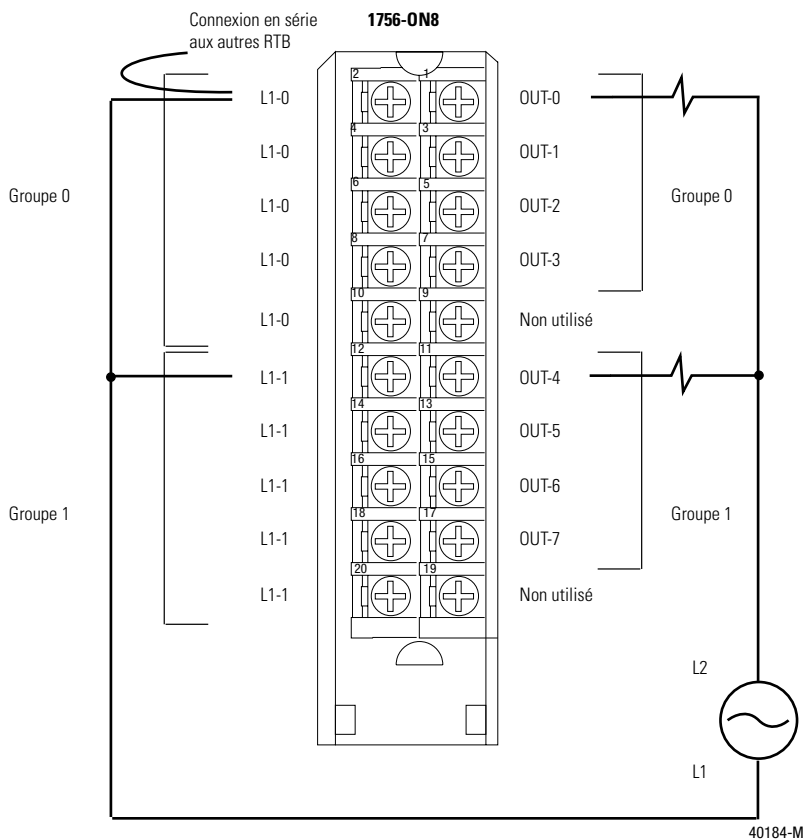 Connexion en série
aux autres RTB
1756-ON8
2 1
L1-0 OUT-0
4 3
L1-0 OUT-1
6 5
Groupe 0 L1-0 OUT-2 Groupe 0
8 7
L1-0 OUT-3
10 9
L1-0 Non utilisé
12 11
L1-1 OUT-4
14 13
L1-1 OUT-5
16 15
Groupe 1 L1-1 OUT-6 Groupe 1
18 17
L1-1 OUT-7
20 19
L1-1 Non utilisé
L2
L1
40184-M